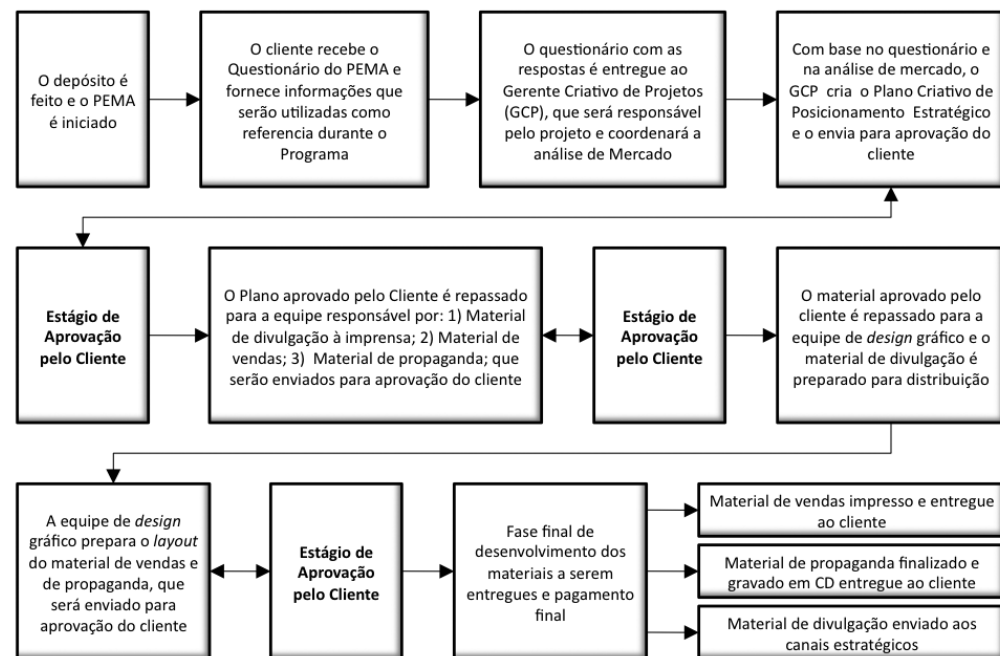 O depósito é
feito e o PEMA
é iniciado
O cliente recebe o
Questionário do PEMA e
fornece informações que
serão utilizadas como
referencia durante o
Programa
O questionário com as
respostas é entregue ao
Gerente Criativo de Projetos
(GCP), que será responsável
pelo projeto e coordenará a
análise de Mercado
Com base no questionário e
na análise de mercado, o
GCP cria o Plano Criativo de
Posicionamento Estratégico
e o envia para aprovação do
cliente
Estágio de
Aprovação
pelo Cliente
O Plano aprovado pelo Cliente é repassado
para a equipe responsável por: 1) Material
de divulgação à imprensa; 2) Material de
vendas; 3) Material de propaganda; que
serão enviados para aprovação do cliente
Estágio de
Aprovação
pelo Cliente
O material aprovado pelo
cliente é repassado para a
equipe de design gráfico e o
material de divulgação é
preparado para distribuição
A equipe de design
gráfico prepara o layout
do material de vendas e
de propaganda, que
será enviado para
aprovação do cliente
Estágio de
Aprovação
pelo Cliente
Fase final de
desenvolvimento dos
materiais a serem
entregues e pagamento
final
Material de vendas impresso e entregue
ao cliente
Material de propaganda finalizado e
gravado em CD entregue ao cliente
Material de divulgação enviado aos
canais estratégicos